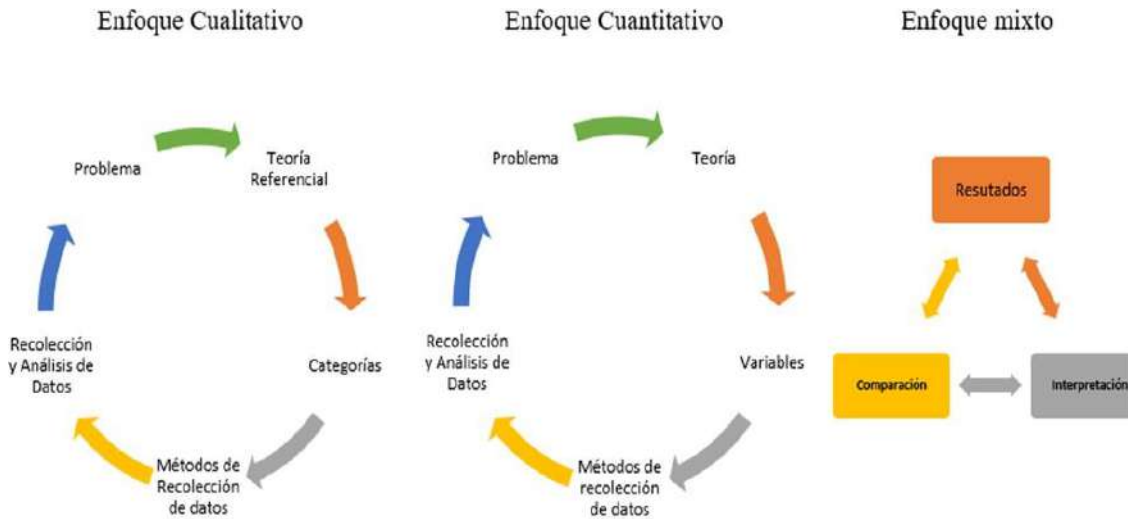 Enfoque Cualitativo
Problema
Teoría
Referencial
Categorías
Métodos de
Recolección
de datos
Recolección
y Análisis de
Datos
Enfoque Cuantitativo
Problema
Teoría
Variables
Métodos de
recolección
de datos
Recolección
y Análisis de
Datos
Enfoque mixto
Resutados
Comparación
Interpretación